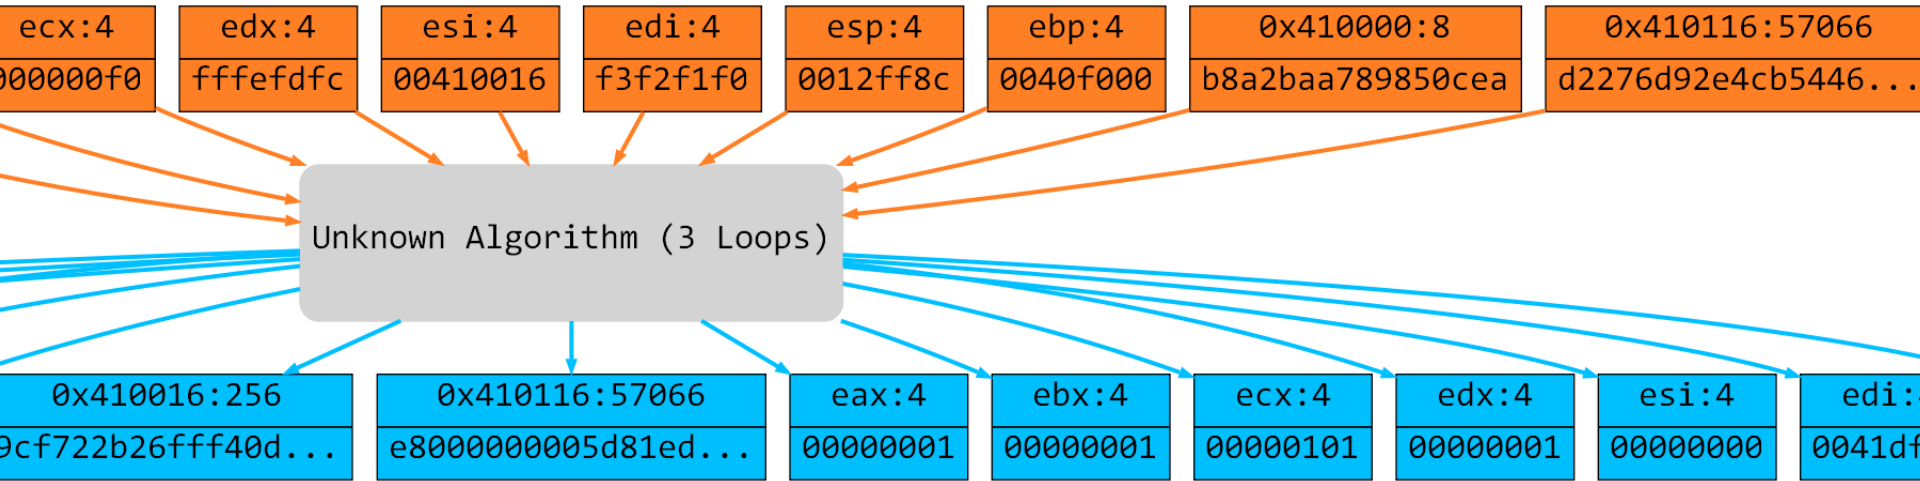 ecx:4
000000f0
edx:4
fffefdfc
esi:4
00410016
edi:4
f3f2f1f0
esp:4
0012ff8c
ebp:4
0040f000
0x410000:8
b8a2baa789850cea
0x410116:57066
d2276d92e4cb5446...
Unknown Algorithm (3 Loops)
0x410016:256
9cf722b26fff40d...
0x410116:57066
e8000000005d81ed...
eax:4
00000001
ebx:4
00000001
ecx:4
00000101
edx:4
00000001
esi:4
00000000
edi:
0041df